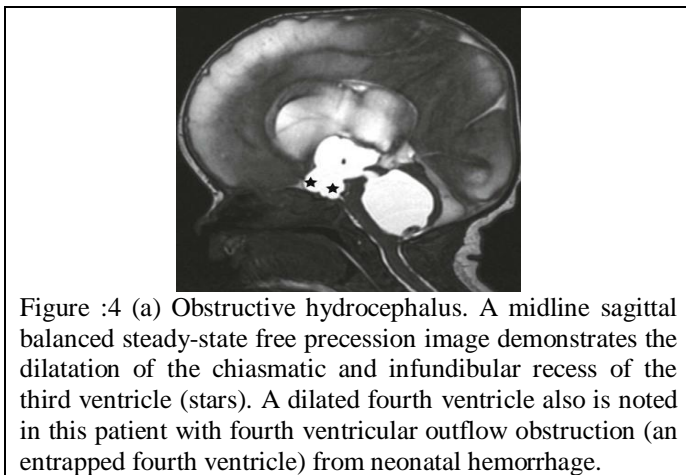 Figure :4 (a) Obstructive hydrocephalus. A midline sagittal
balanced steady-state free precession image demonstrates the
dilatation of the chiasmatic and infundibular recess of the
third ventricle (stars). A dilated fourth ventricle also is noted
in this patient with fourth ventricular outflow obstruction (an
entrapped fourth ventricle) from neonatal hemorrhage.